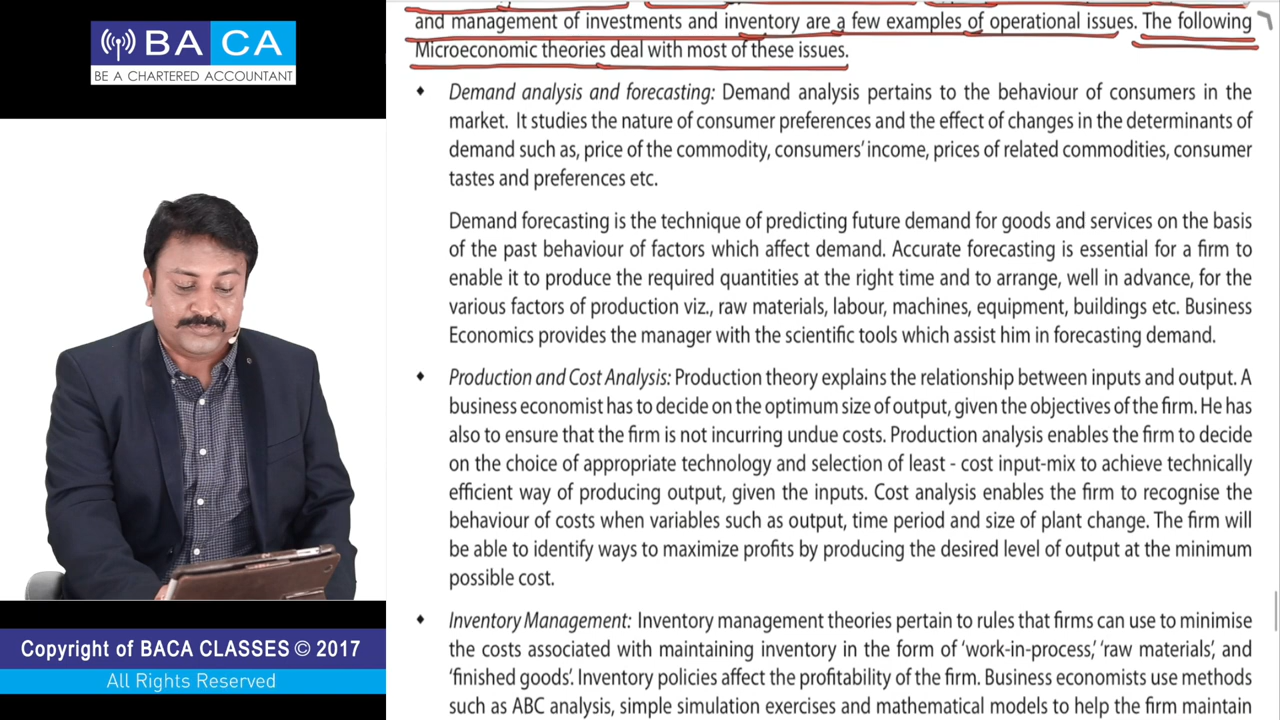 BA CA
BE A CHARTERED ACCOUNTANT
and management of investments and inventory are a few examples of operational issues. The following
Microeconomic theories deal with most of these issues.
Demand analysis and forecasting: Demand analysis pertains to the behaviour of consumers in the
market. It studies the nature of consumer preferences and the effect of changes in the determinants of
demand such as, price of the commodity, consumers' income, prices of related commodities, consumer
tastes and preferences etc.
Demand forecasting is the technique of predicting future demand for goods and services on the basis
of the past behaviour of factors which affect demand. Accurate forecasting is essential for a firm to
enable it to produce the required quantities at the right time and to arrange, well in advance, for the
various factors of production viz., raw materials, labour, machines, equipment, buildings etc. Business
Economics provides the manager with the scientific tools which assist him in forecasting demand.
Production and Cost Analysis: Production theory explains the relationship between inputs and output. A
business economist has to decide on the optimum size of output, given the objectives of the firm. He has
also to ensure that the firm is not incurring undue costs. Production analysis enables the firm to decide
on the choice of appropriate technology and selection of least - cost input-mix to achieve technically
efficient way of producing output, given the inputs. Cost analysis enables the firm to recognise the
behaviour of costs when variables such as output, time period and size of plant change. The firm will
be able to identify ways to maximize profits by producing the desired level of output at the minimum
possible cost.
Inventory Management: Inventory management theories pertain to rules that firms can use to minimise
the costs associated with maintaining inventory in the form of 'work-in-process,' 'raw materials', and
'finished goods'. Inventory policies affect the profitability of the firm. Business economists use methods
such as ABC analysis, simple simulation exercises and mathematical models to help the firm maintain
Copyright of BACA CLASSES © 2017
All Rights Reserved